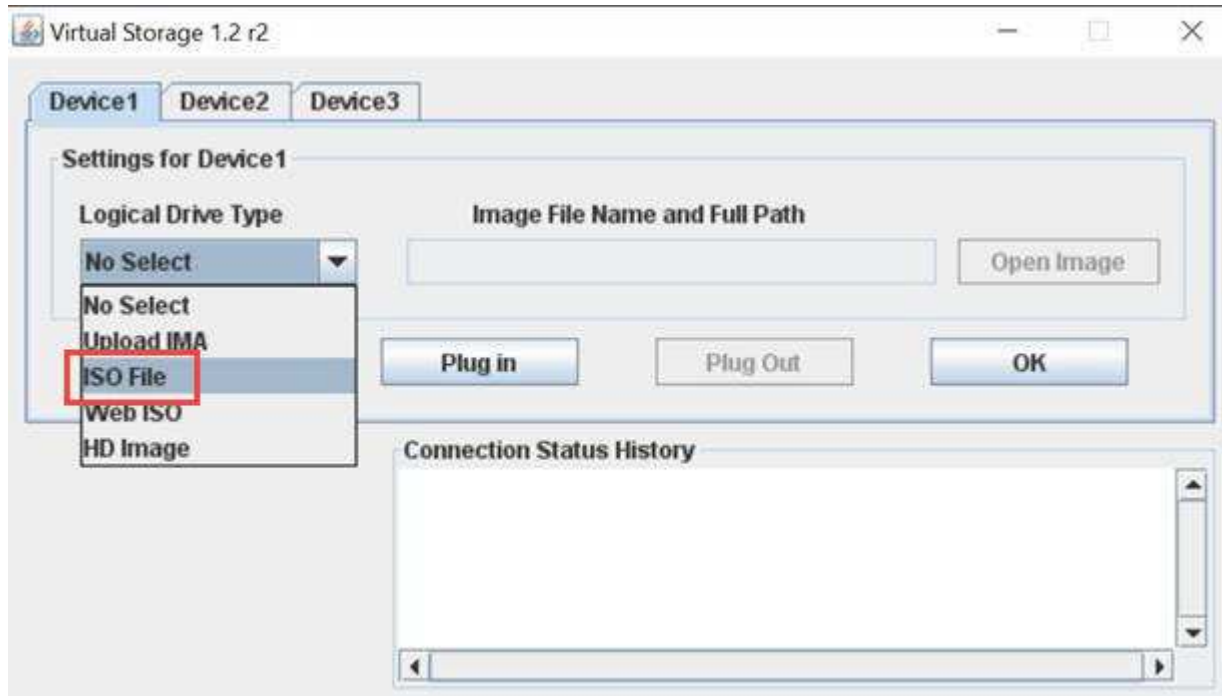 Virtual Storage 1.2 r2
Device1 Device2 Device3
Settings for Device1
Logical Drive Type Image File Name and Full Path
No Select Open Image
No Select
Upload IMA
ISO File
Web ISO
HD Image
Plug in Plug Out OK
Connection Status History